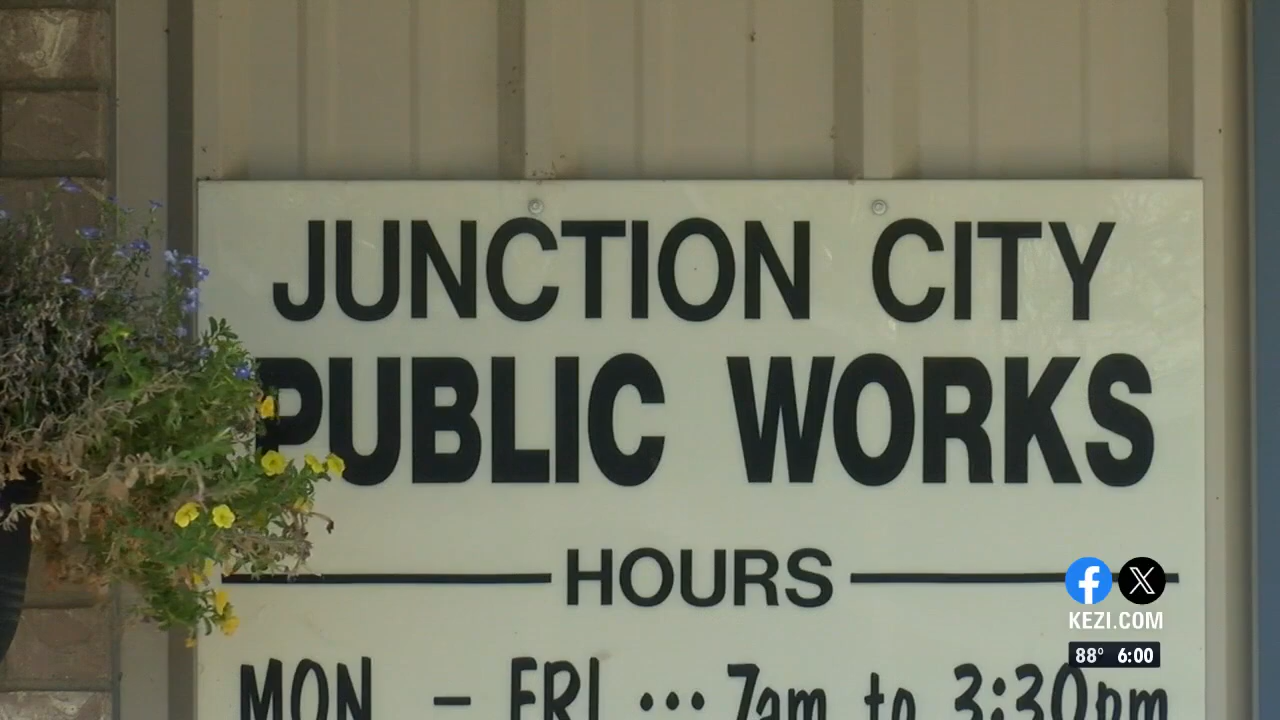 JUNCTION CITY
PUBLIC WORKS
HOURS
MON - FRI ... 7am to 3:30pm
KEZI.COM
88° 6:00